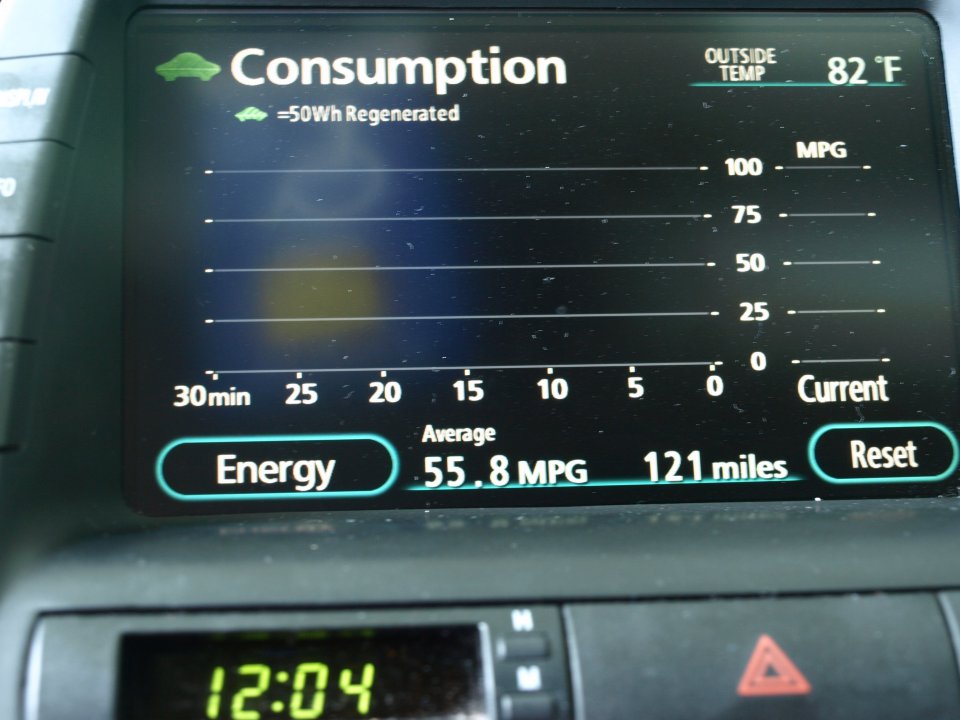 Consumption
OUTSIDE
TEMP
82 °F
=50Wh Regenerated
MPG
100
75
50
25
0
30min 25 20 15 10 5 0
Current
Average
Energy
55.8 MPG
121 miles
Reset
H
M
12:04